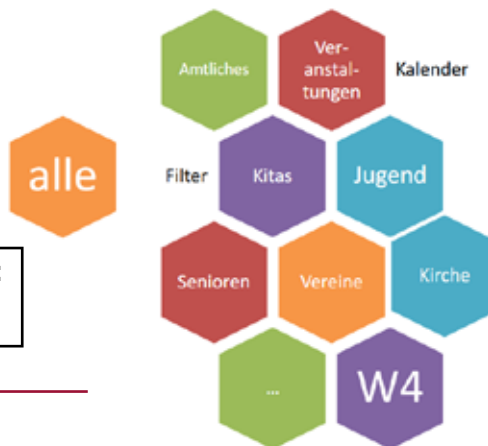 Amtliches
Ver-
anstal-
tungen
Kalender
alle
Filter
Kitas
Jugend
Senioren
Vereine
Kirche
...
W4